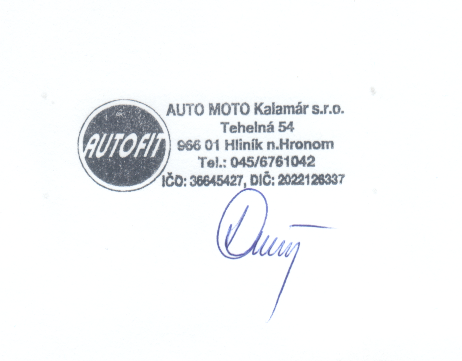 AUTOFIT
AUTO MOTO Kalamár s.r.o.
Tehelná 54
966 01 Hliník n.Hronom
Tel.: 045/6761042
IČO: 36645427, DIČ: 2022126337